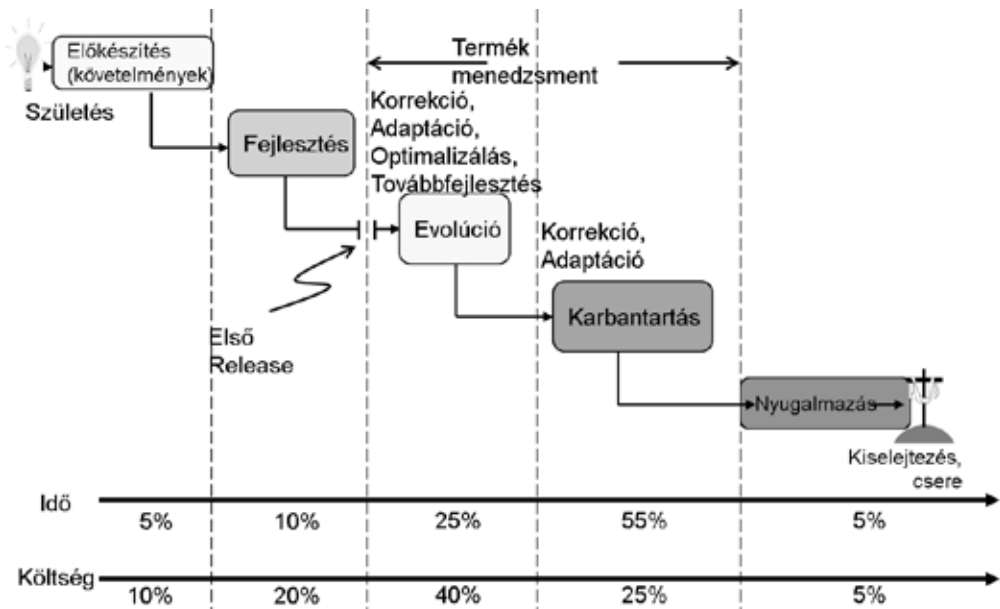 Előkészítés
(követelmények)
Születés
Termék
menedzsment
Fejlesztés
Korrekció,
Adaptáció,
Optimalizálás,
Továbbfejlesztés
Evolúció
Első
Release
Korrekció,
Adaptáció
Karbantartás
Nyugalmazás
Kiselejtezés,
csere
Idő
5% 10% 25% 55% 5%
Költség
10% 20% 40% 25% 5%